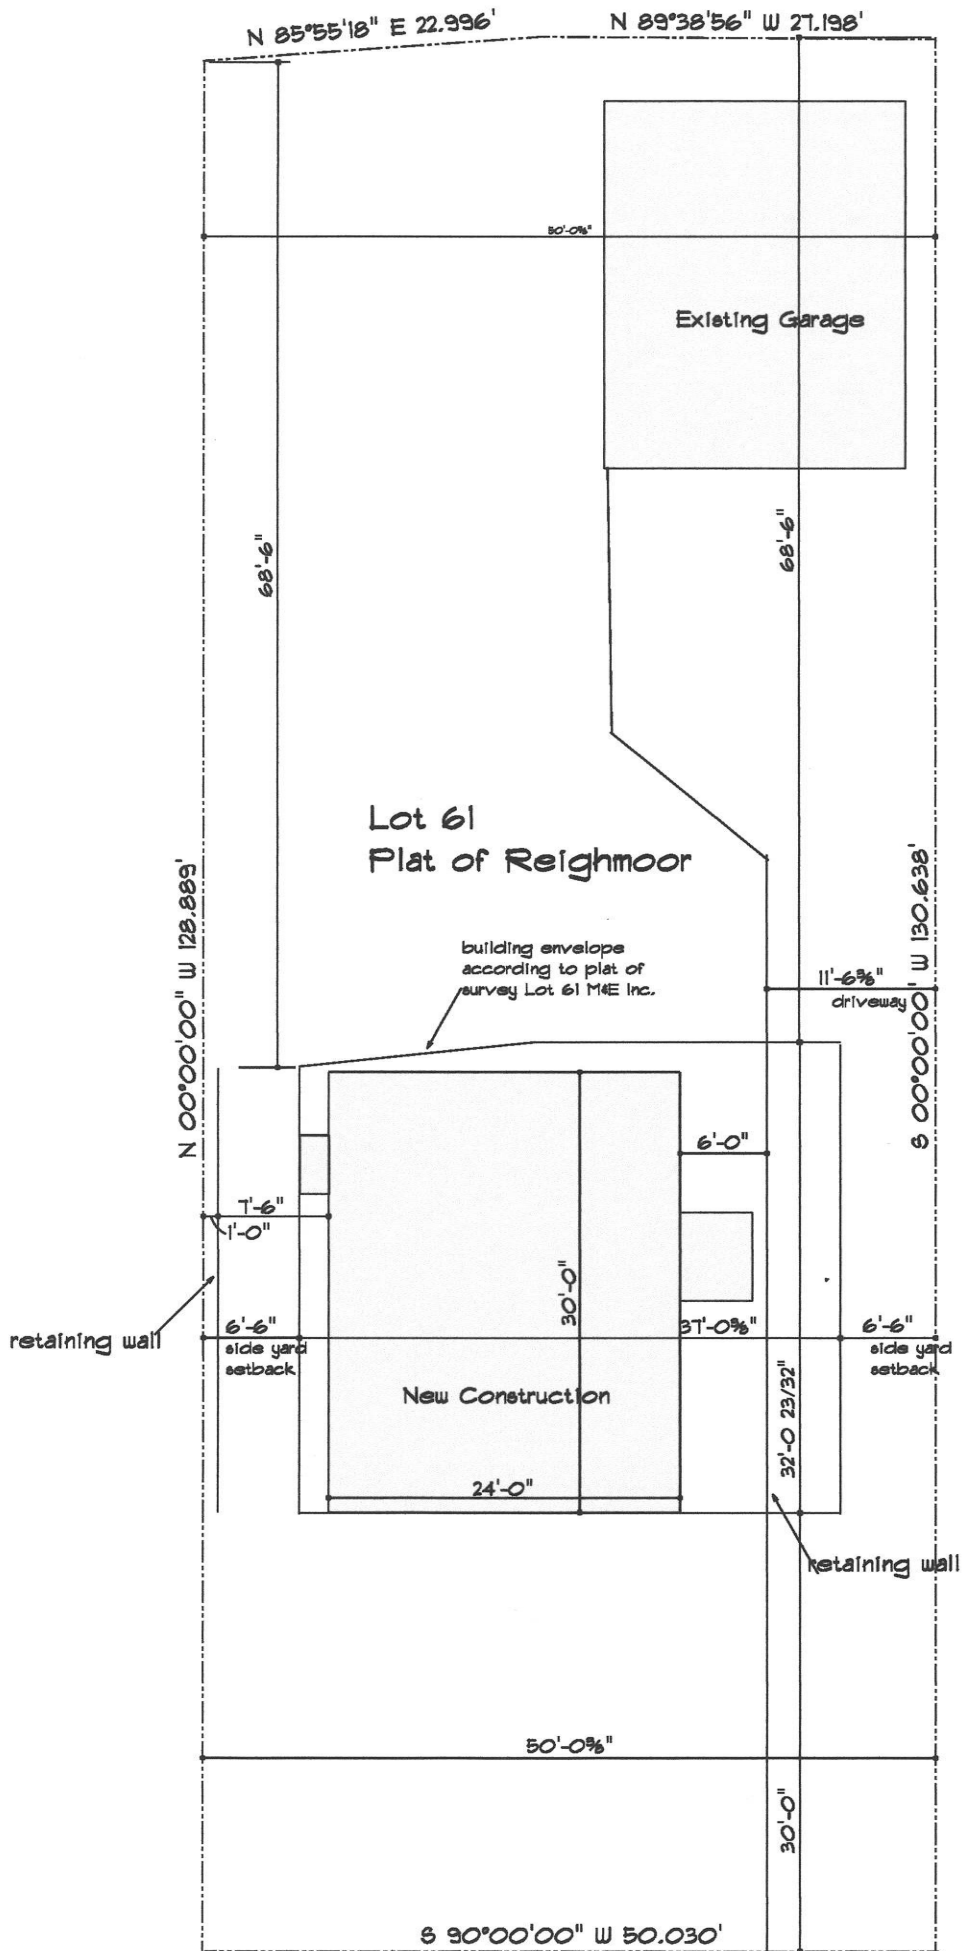 N 85°55'18" E 22.996'
N 89°38'56" W 27.198'
50'-0⅜"
Existing Garage
68'-6"
68'-6"
Lot 61
Plat of Reighmoor
N 00°00'00" W 128.889'
S 00°00'00" W 130.638'
building envelope
according to plat of
survey Lot 61 M&E Inc.
11'-6⅜"
driveway
6'-0"
7'-6"
1'-0"
30'-0"
retaining wall
6'-6"
side yard
setback
37'-0⅜"
6'-6"
side yard
setback
New Construction
32'-0 23/32"
24'-0"
retaining wall
50'-0⅜"
30'-0"
S 90°00'00" W 50.030'